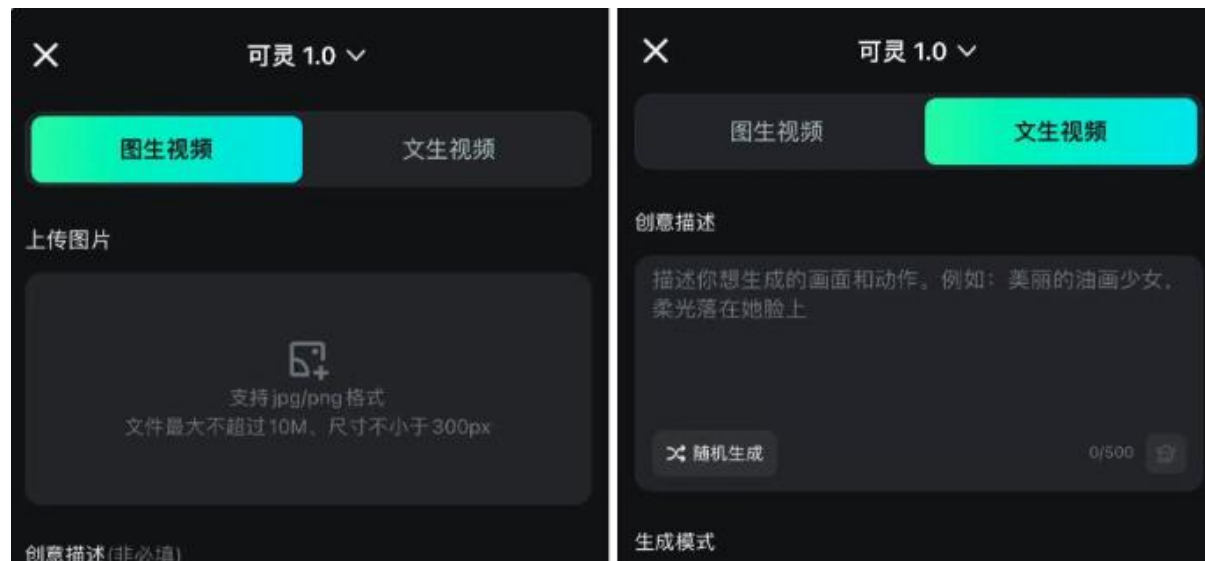 可灵 1.0
图生视频
文生视频
上传图片
支持jpg/png格式
文件最大不超过10M、尺寸不小于300px
创意描述(非必填)
可灵 1.0
图生视频
文生视频
创意描述
描述你想生成的画面和动作。例如：美丽的油画少女，
柔光落在她脸上
随机生成
0/500
生成模式